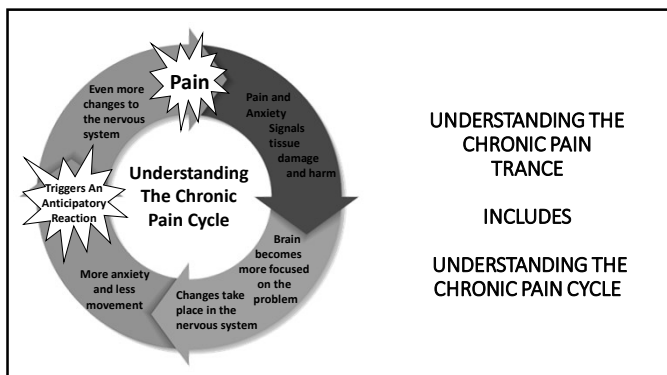 Pain
Pain and
Anxiety
Signals
tissue
damage
and harm
Brain
becomes
more focused
on the
problem
Changes take
place in the
nervous system
More anxiety
and less
movement
Triggers An
Anticipatory
Reaction
Even more
changes to
the nervous
system
Understanding
The Chronic
Pain Cycle
UNDERSTANDING THE
CHRONIC PAIN
TRANCE
INCLUDES
UNDERSTANDING THE
CHRONIC PAIN CYCLE